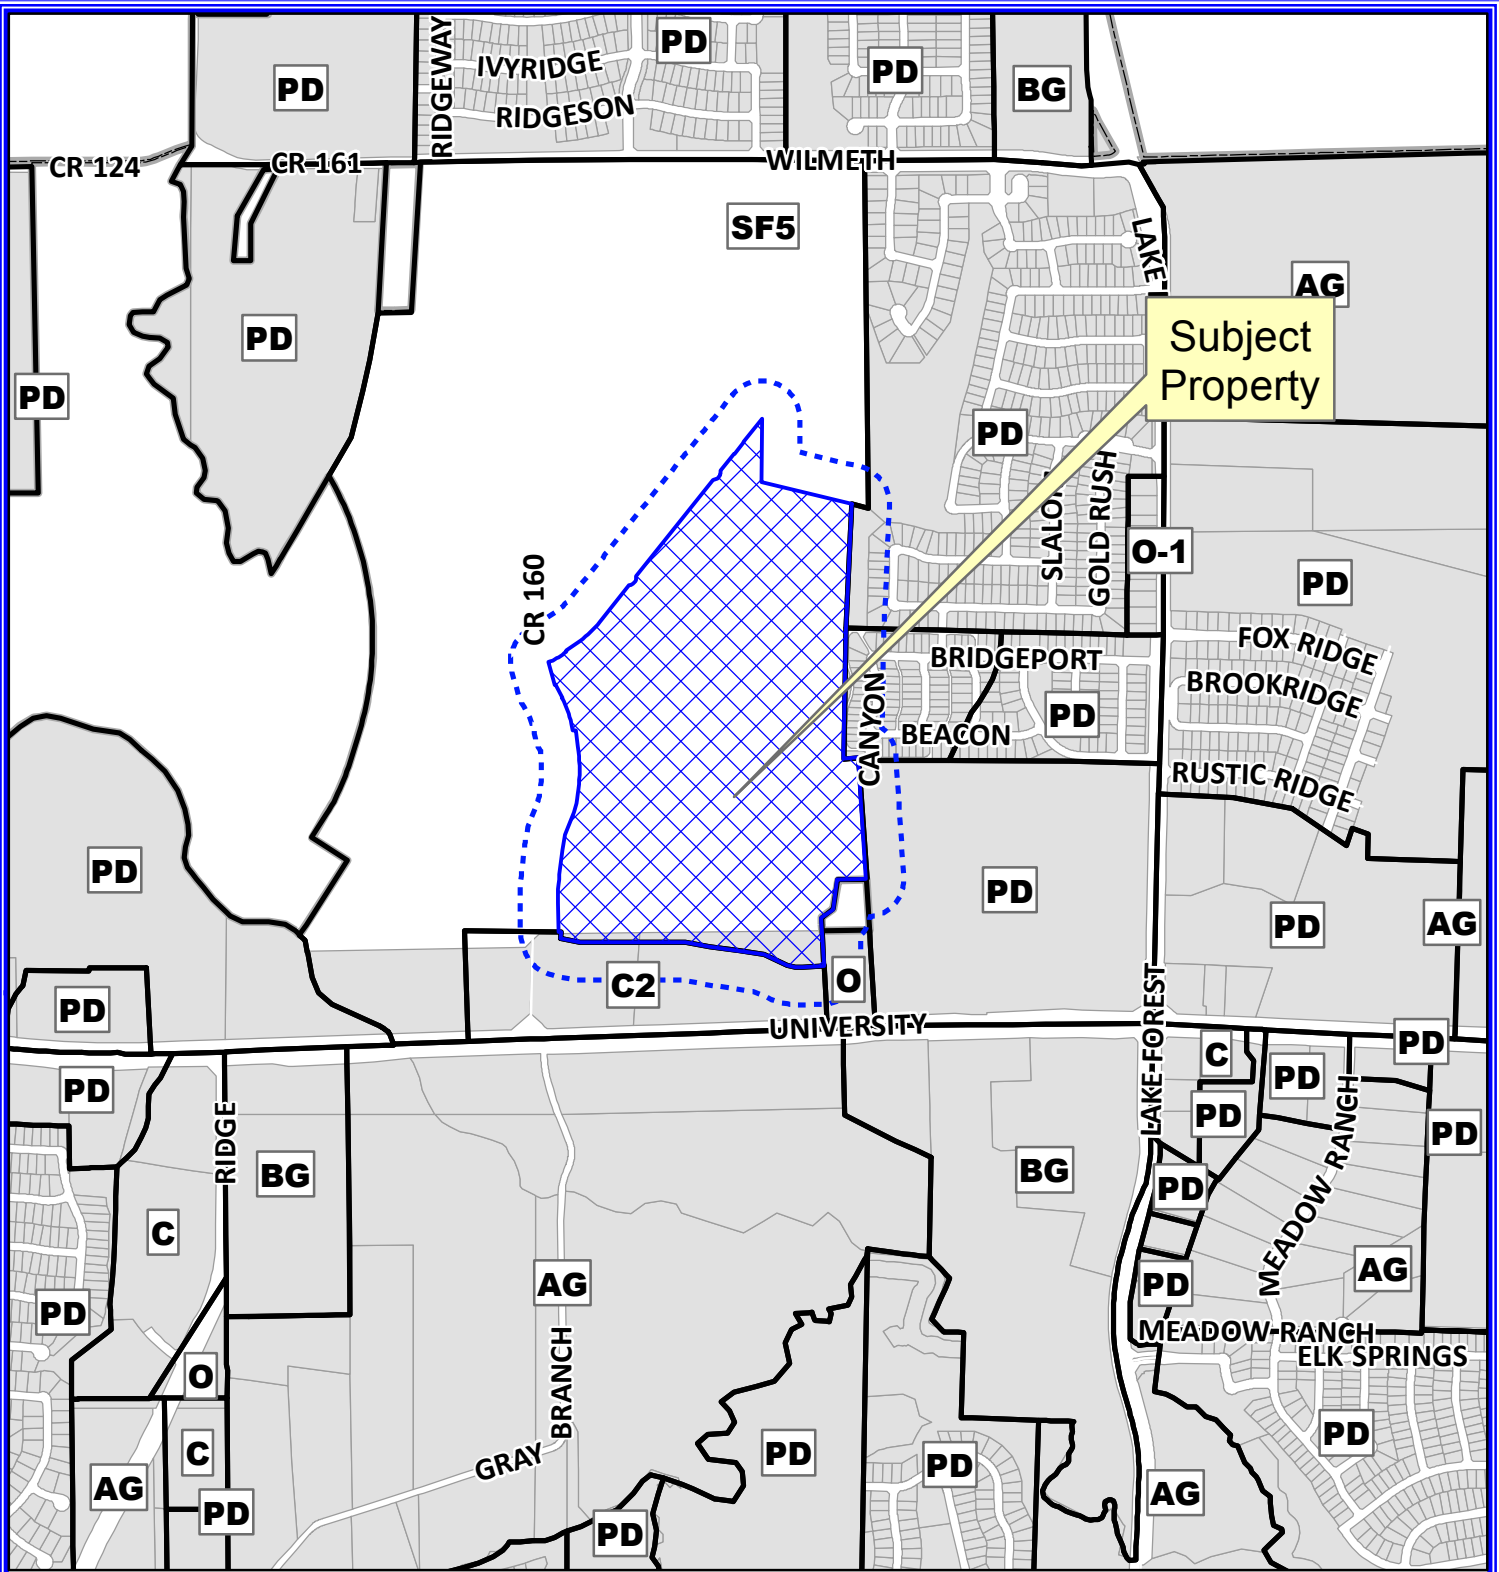 PD
RIDGEWAY
IVYRIDGE
RIDGESON
PD
PD
BG
CR 124
CR 161
WILMETH
SF5
LAKE
AG
PD
PD
Subject
Property
PD
SLALOM
GOLD RUSH
O-1
CR 160
PD
FOX RIDGE
BRIDGEPORT
BROOKRIDGE
CANYON
PD
BEACON
RUSTIC RIDGE
PD
PD
PD
AG
C2
O
PD
UNIVERSITY
LAKE FOREST
C
PD
PD
PD
PD
PD
RIDGE
BG
BG
PD
MEADOW RANCH
C
AG
PD
AG
PD
MEADOW RANCH
ELK SPRINGS
O
BRANCH
GRAY
C
PD
PD
PD
AG
PD
PD
AG